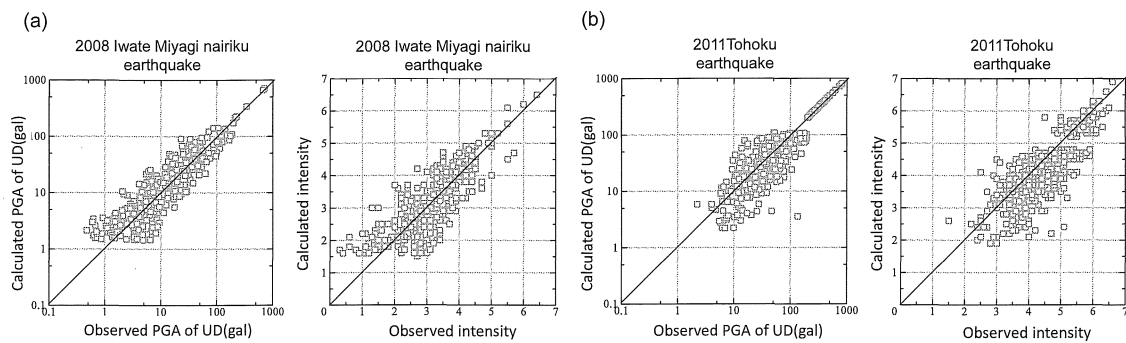 (a)
2008 Iwate Miyagi nairiku
earthquake
1000
100
10
1
0.1
Calculated PGA of UD(gal)
0.1
1
10
100
1000
Observed PGA of UD(gal)
2008 Iwate Miyagi nairiku
earthquake
7
6
5
4
3
2
1
0
Calculated intensity
0
1
2
3
4
5
6
7
Observed intensity
(b)
2011Tohoku
earthquake
1000
100
10
1
0.1
Calculated PGA of UD(gal)
0.1
1
10
100
1000
Observed PGA of UD(gal)
2011Tohoku
earthquake
7
6
5
4
3
2
1
0
Calculated intensity
0
1
2
3
4
5
6
7
Observed intensity